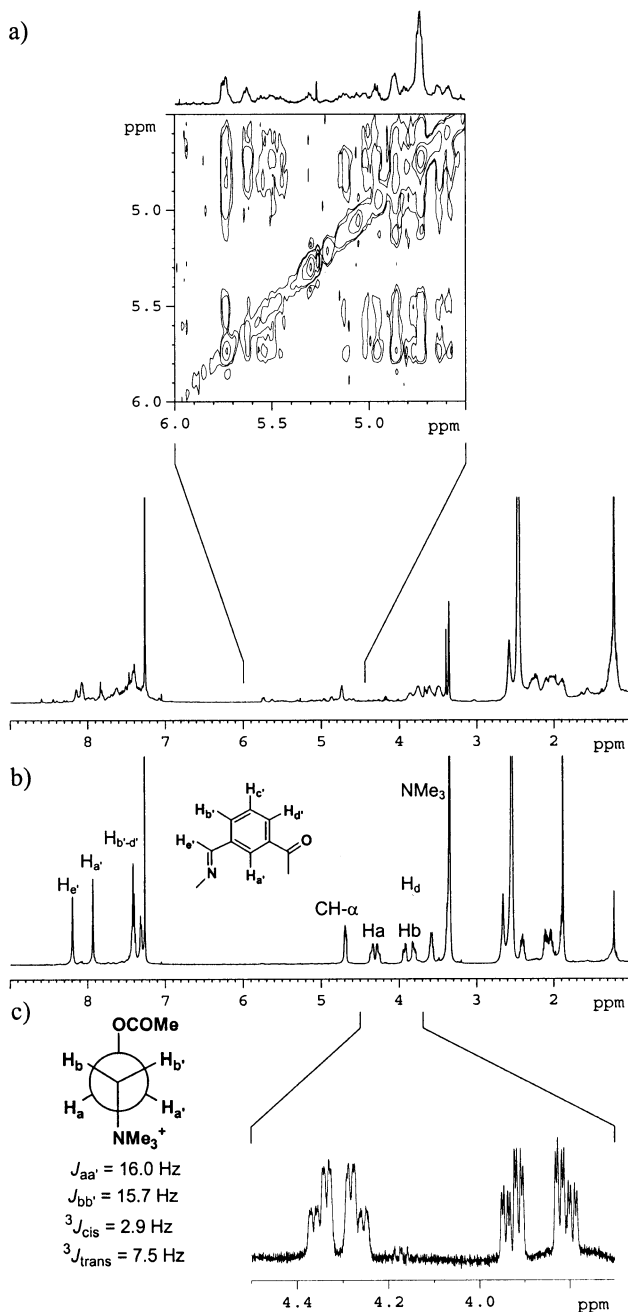 a)
ppm
5.0
5.5
6.0
6.0 5.5 5.0 ppm
8 7 6 5 4 3 2 ppm
b)
NMe3
Hc'
Hb' Hd'
Hb'-d' He' O
Ha' Ha' Hd
He'
N
CH-α
Ha Hb
8 7 6 5 4 3 2 ppm
c)
OCOMe
Hb Hb'
Ha Ha'
NMe3+
Jaa' = 16.0 Hz
Jbb' = 15.7 Hz
3Jcis = 2.9 Hz
3Jtrans = 7.5 Hz
4.4 4.2 4.0 ppm